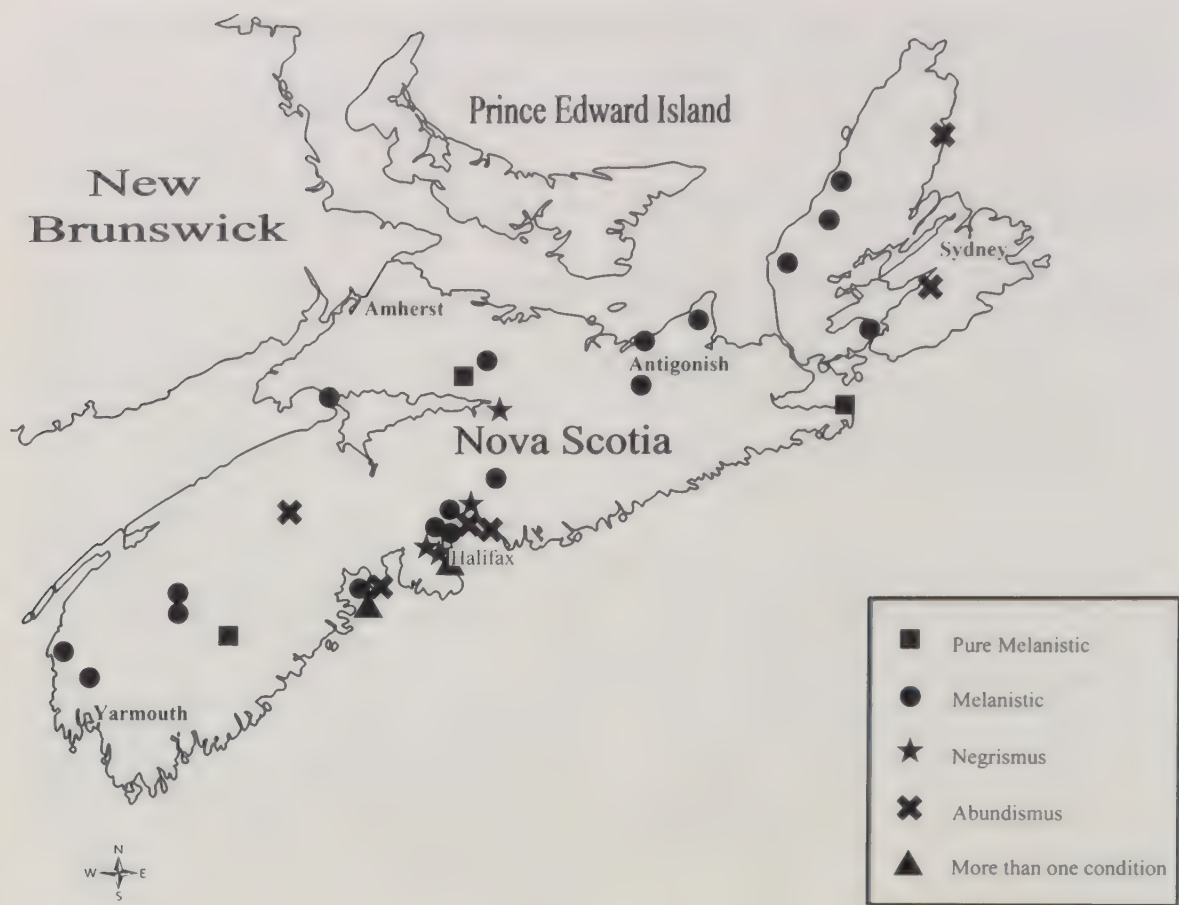 Prince Edward Island
New
Brunswick
Sydney
Amherst
Antigonish
Nova Scotia
Halifax
Yarmouth
Pure Melanistic
Melanistic
Negrismus
Abundismus
More than one condition
N
W E
S